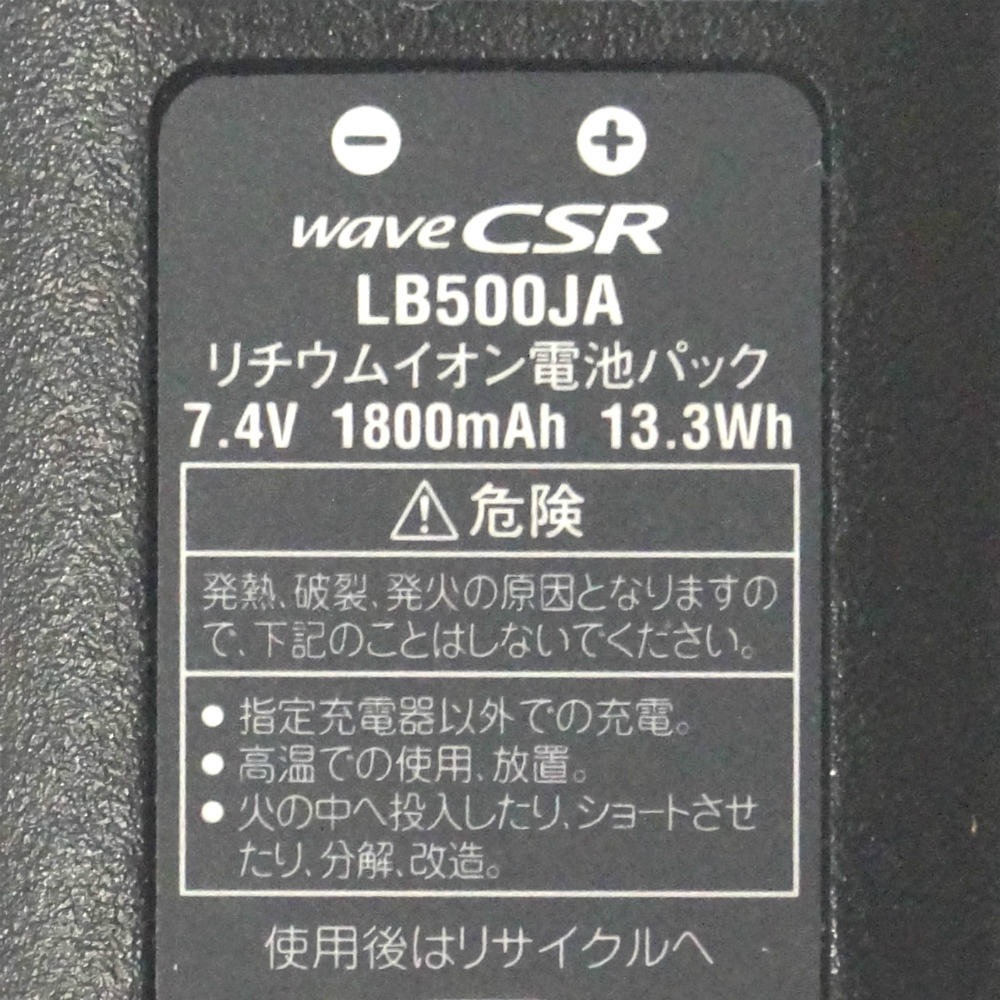 − +
wave CSR
LB500JA
リチウムイオン電池パック
7.4V 1800mAh 13.3Wh
⚠危険
発熱、破裂、発火の原因となりますの
で、下記のことはしないでください。
● 指定充電器以外での充電。
● 高温での使用、放置。
● 火の中へ投入したり、ショートさせ
たり、分解、改造。
使用後はリサイクルへ